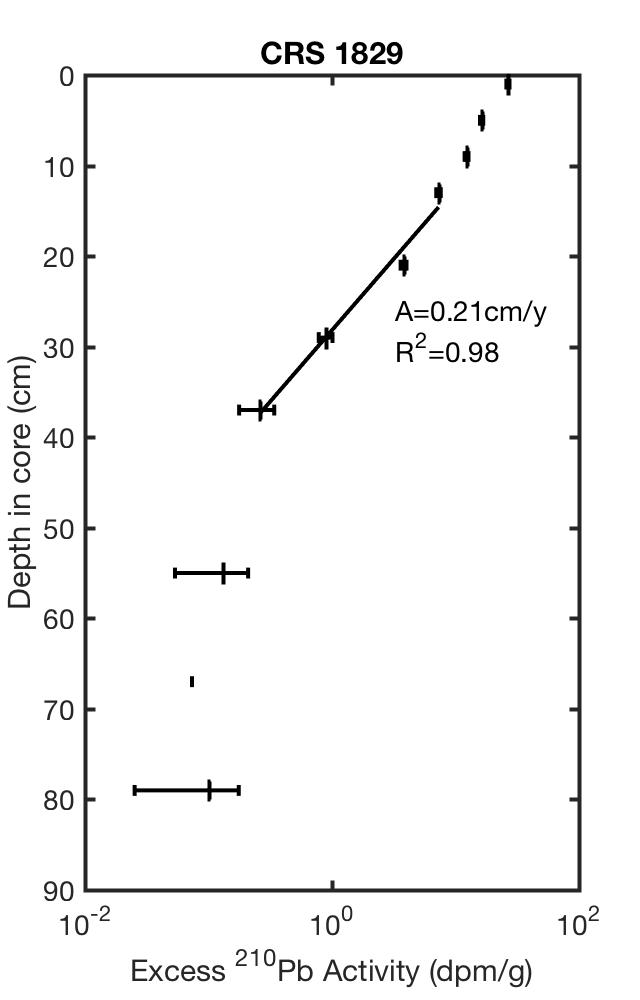 CRS 1829
0
10
20
30
40
50
60
70
80
90
Depth in core (cm)
A=0.21cm/y
R²=0.98
10⁻² 10⁰ 10²
Excess ²¹⁰Pb Activity (dpm/g)